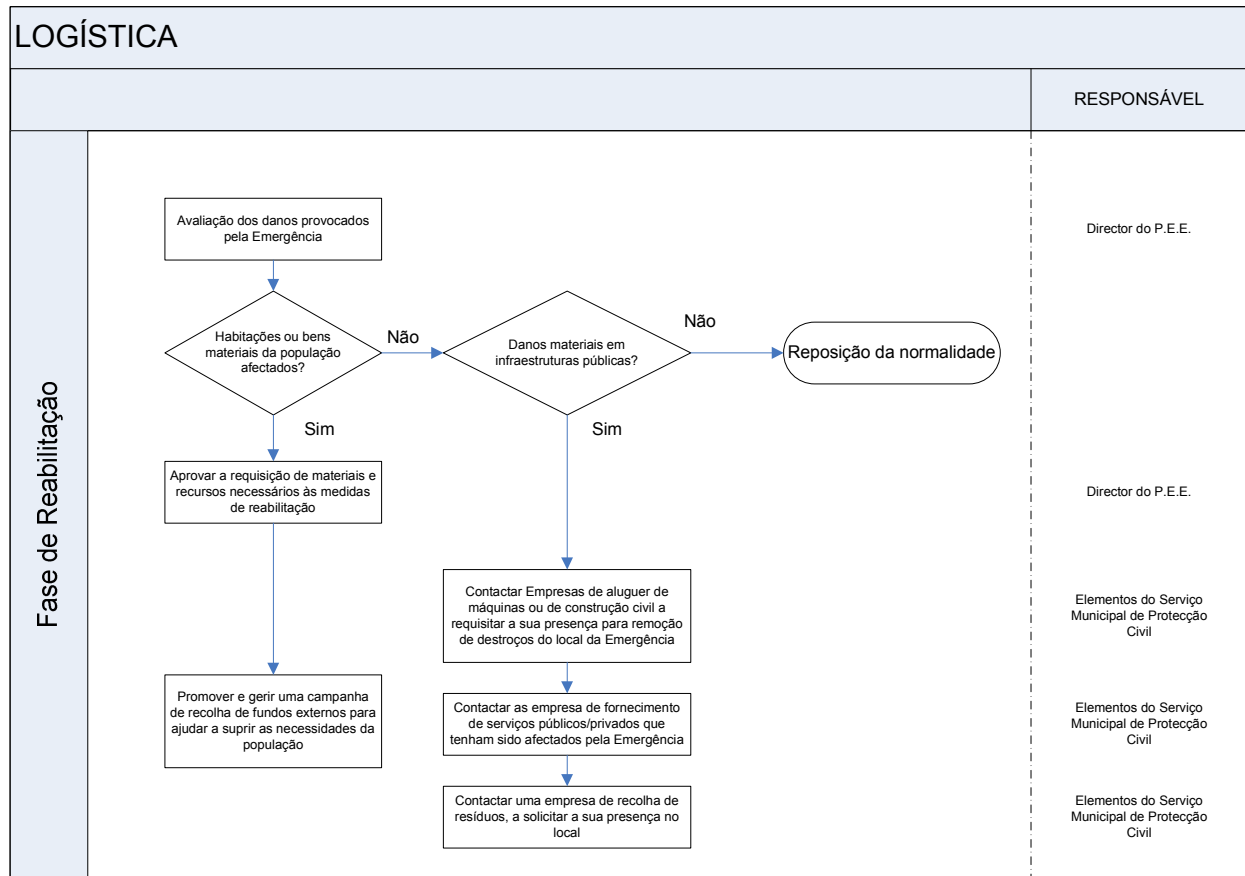 LOGÍSTICA
RESPONSÁVEL
Fase de Reabilitação
Avaliação dos danos provocados
pela Emergência
Director do P.E.E.
Habitações ou bens
materiais da população
afectados?
Não
Danos materiais em
infraestruturas públicas?
Não
Reposição da normalidade
Sim
Sim
Aprovar a requisição de materiais e
recursos necessários às medidas
de reabilitação
Director do P.E.E.
Contactar Empresas de aluguer de
máquinas ou de construção civil a
requisitar a sua presença para remoção
de destroços do local da Emergência
Elementos do Serviço
Municipal de Protecção
Civil
Promover e gerir uma campanha
de recolha de fundos externos para
ajudar a suprir as necessidades da
população
Contactar as empresa de fornecimento
de serviços públicos/privados que
tenham sido afectados pela Emergência
Elementos do Serviço
Municipal de Protecção
Civil
Contactar uma empresa de recolha de
resíduos, a solicitar a sua presença no
local
Elementos do Serviço
Municipal de Protecção
Civil